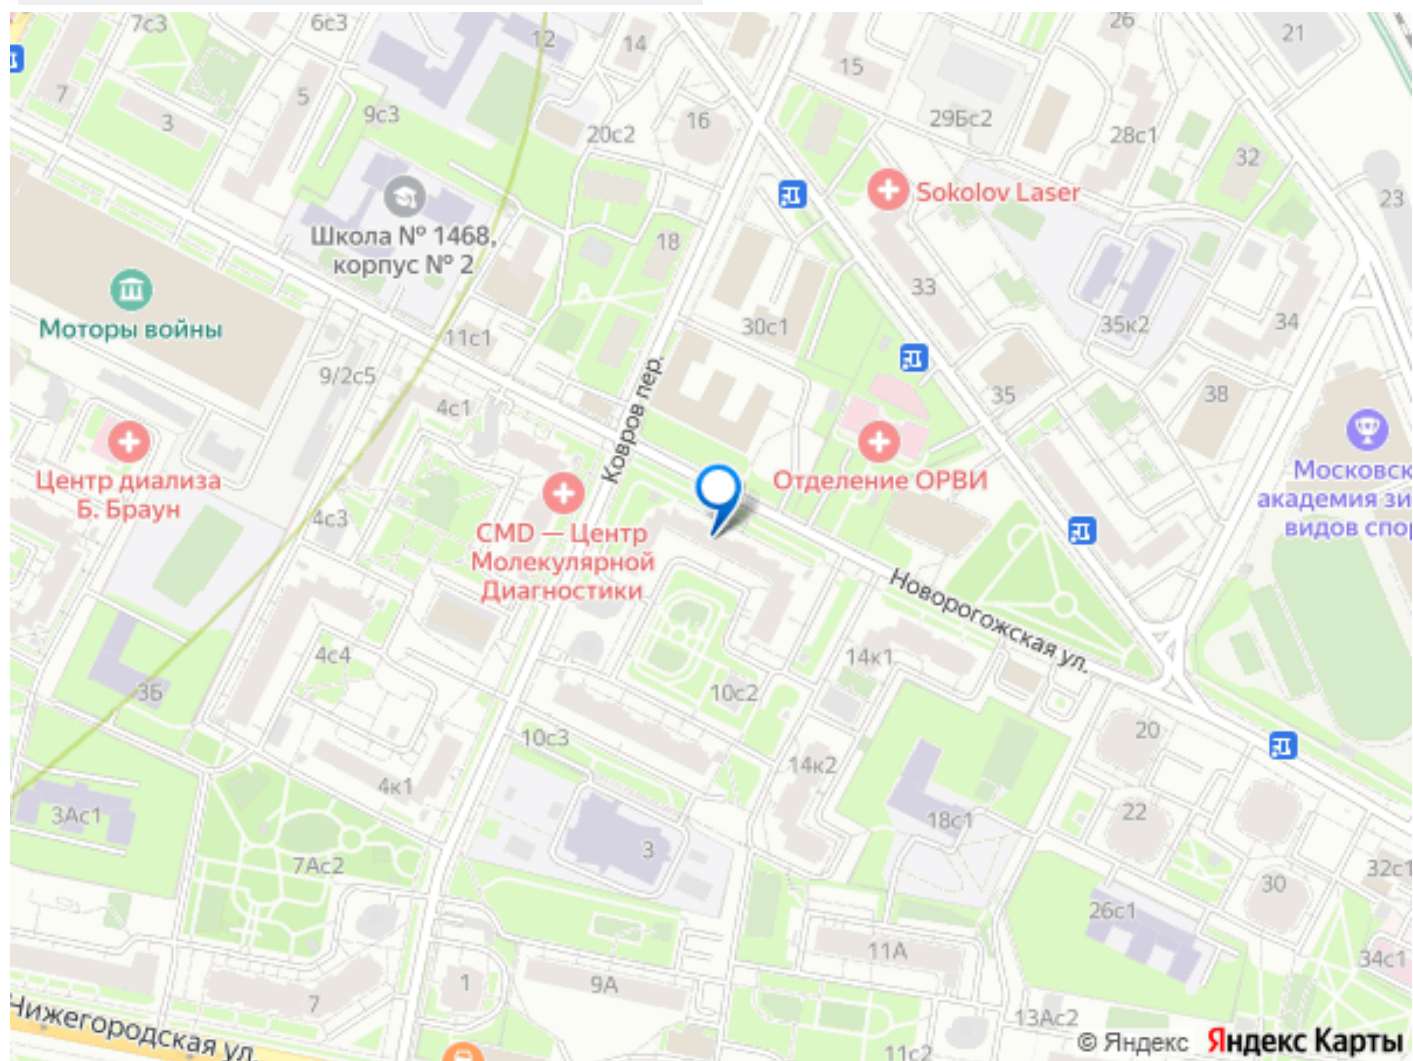 7с3
6с3
12
14
26
21
15
7
5
3
9с3
16
20с2
29Бс2
28с1
32
23
Sokolov Laser
Школа № 1468,
корпус № 2
18
33
Моторы войны
11с1
30с1
35к2
34
9/2с5
Ковров пер.
4с1
35
38
Центр диализа
Б. Браун
Отделение ОРВИ
Московск
академия зи
видов спор
4с3
CMD — Центр
Молекулярной
Диагностики
Новорогожская ул.
4с4
14к1
3Б
10с2
10с3
20
14к2
4к1
3Ас1
22
18с1
3
7Ас2
32с1
30
26с1
11А
34с1
7
1
9А
13Ас2
Нижегородская ул.
11с2
© Яндекс Яндекс Карты